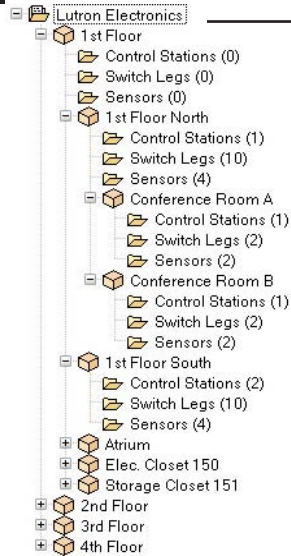 Lutron Electronics
1st Floor
Control Stations (0)
Switch Legs (0)
Sensors (0)
1st Floor North
Control Stations (1)
Switch Legs (10)
Sensors (4)
Conference Room A
Control Stations (1)
Switch Legs (2)
Sensors (2)
Conference Room B
Control Stations (1)
Switch Legs (2)
Sensors (2)
1st Floor South
Control Stations (2)
Switch Legs (10)
Sensors (4)
Atrium
Elec. Closet 150
Storage Closet 151
2nd Floor
3rd Floor
4th Floor